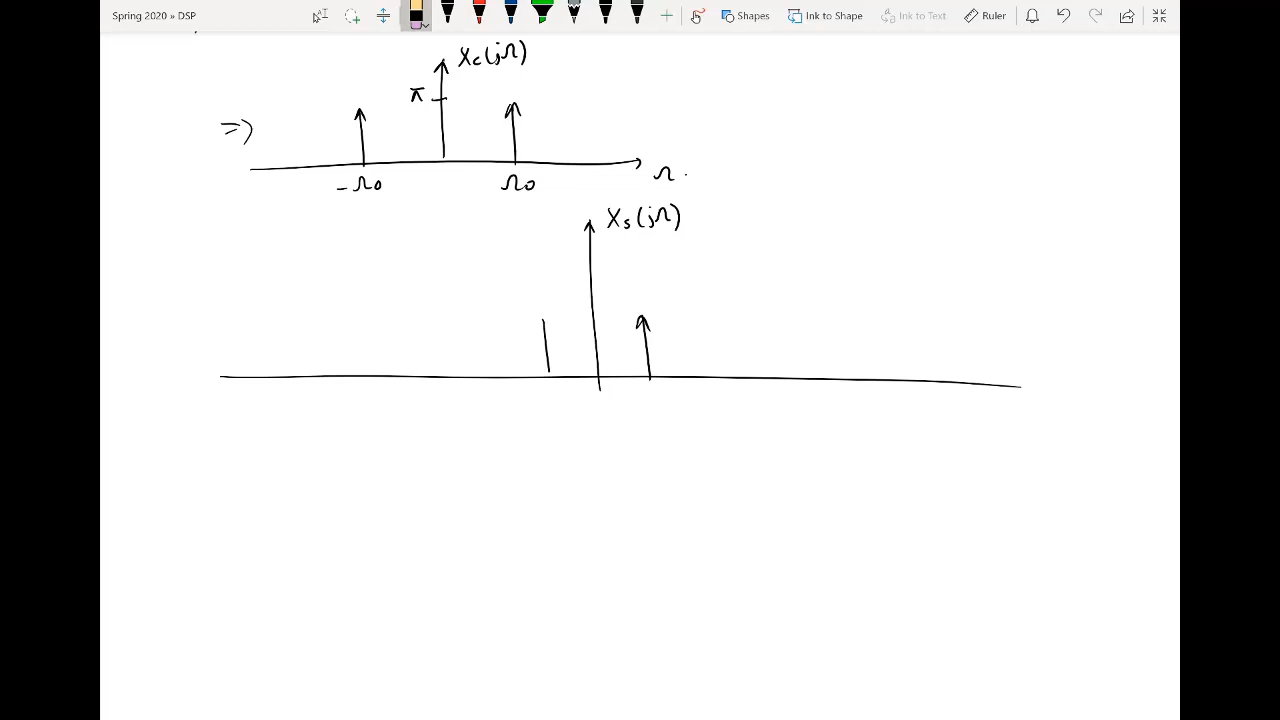 Spring 2020 » DSP Shapes Ink to Shape Ink to Text Ruler
Xc(jΩ)
π
=>
-Ω0 Ω0 Ω.
Xs(jΩ)